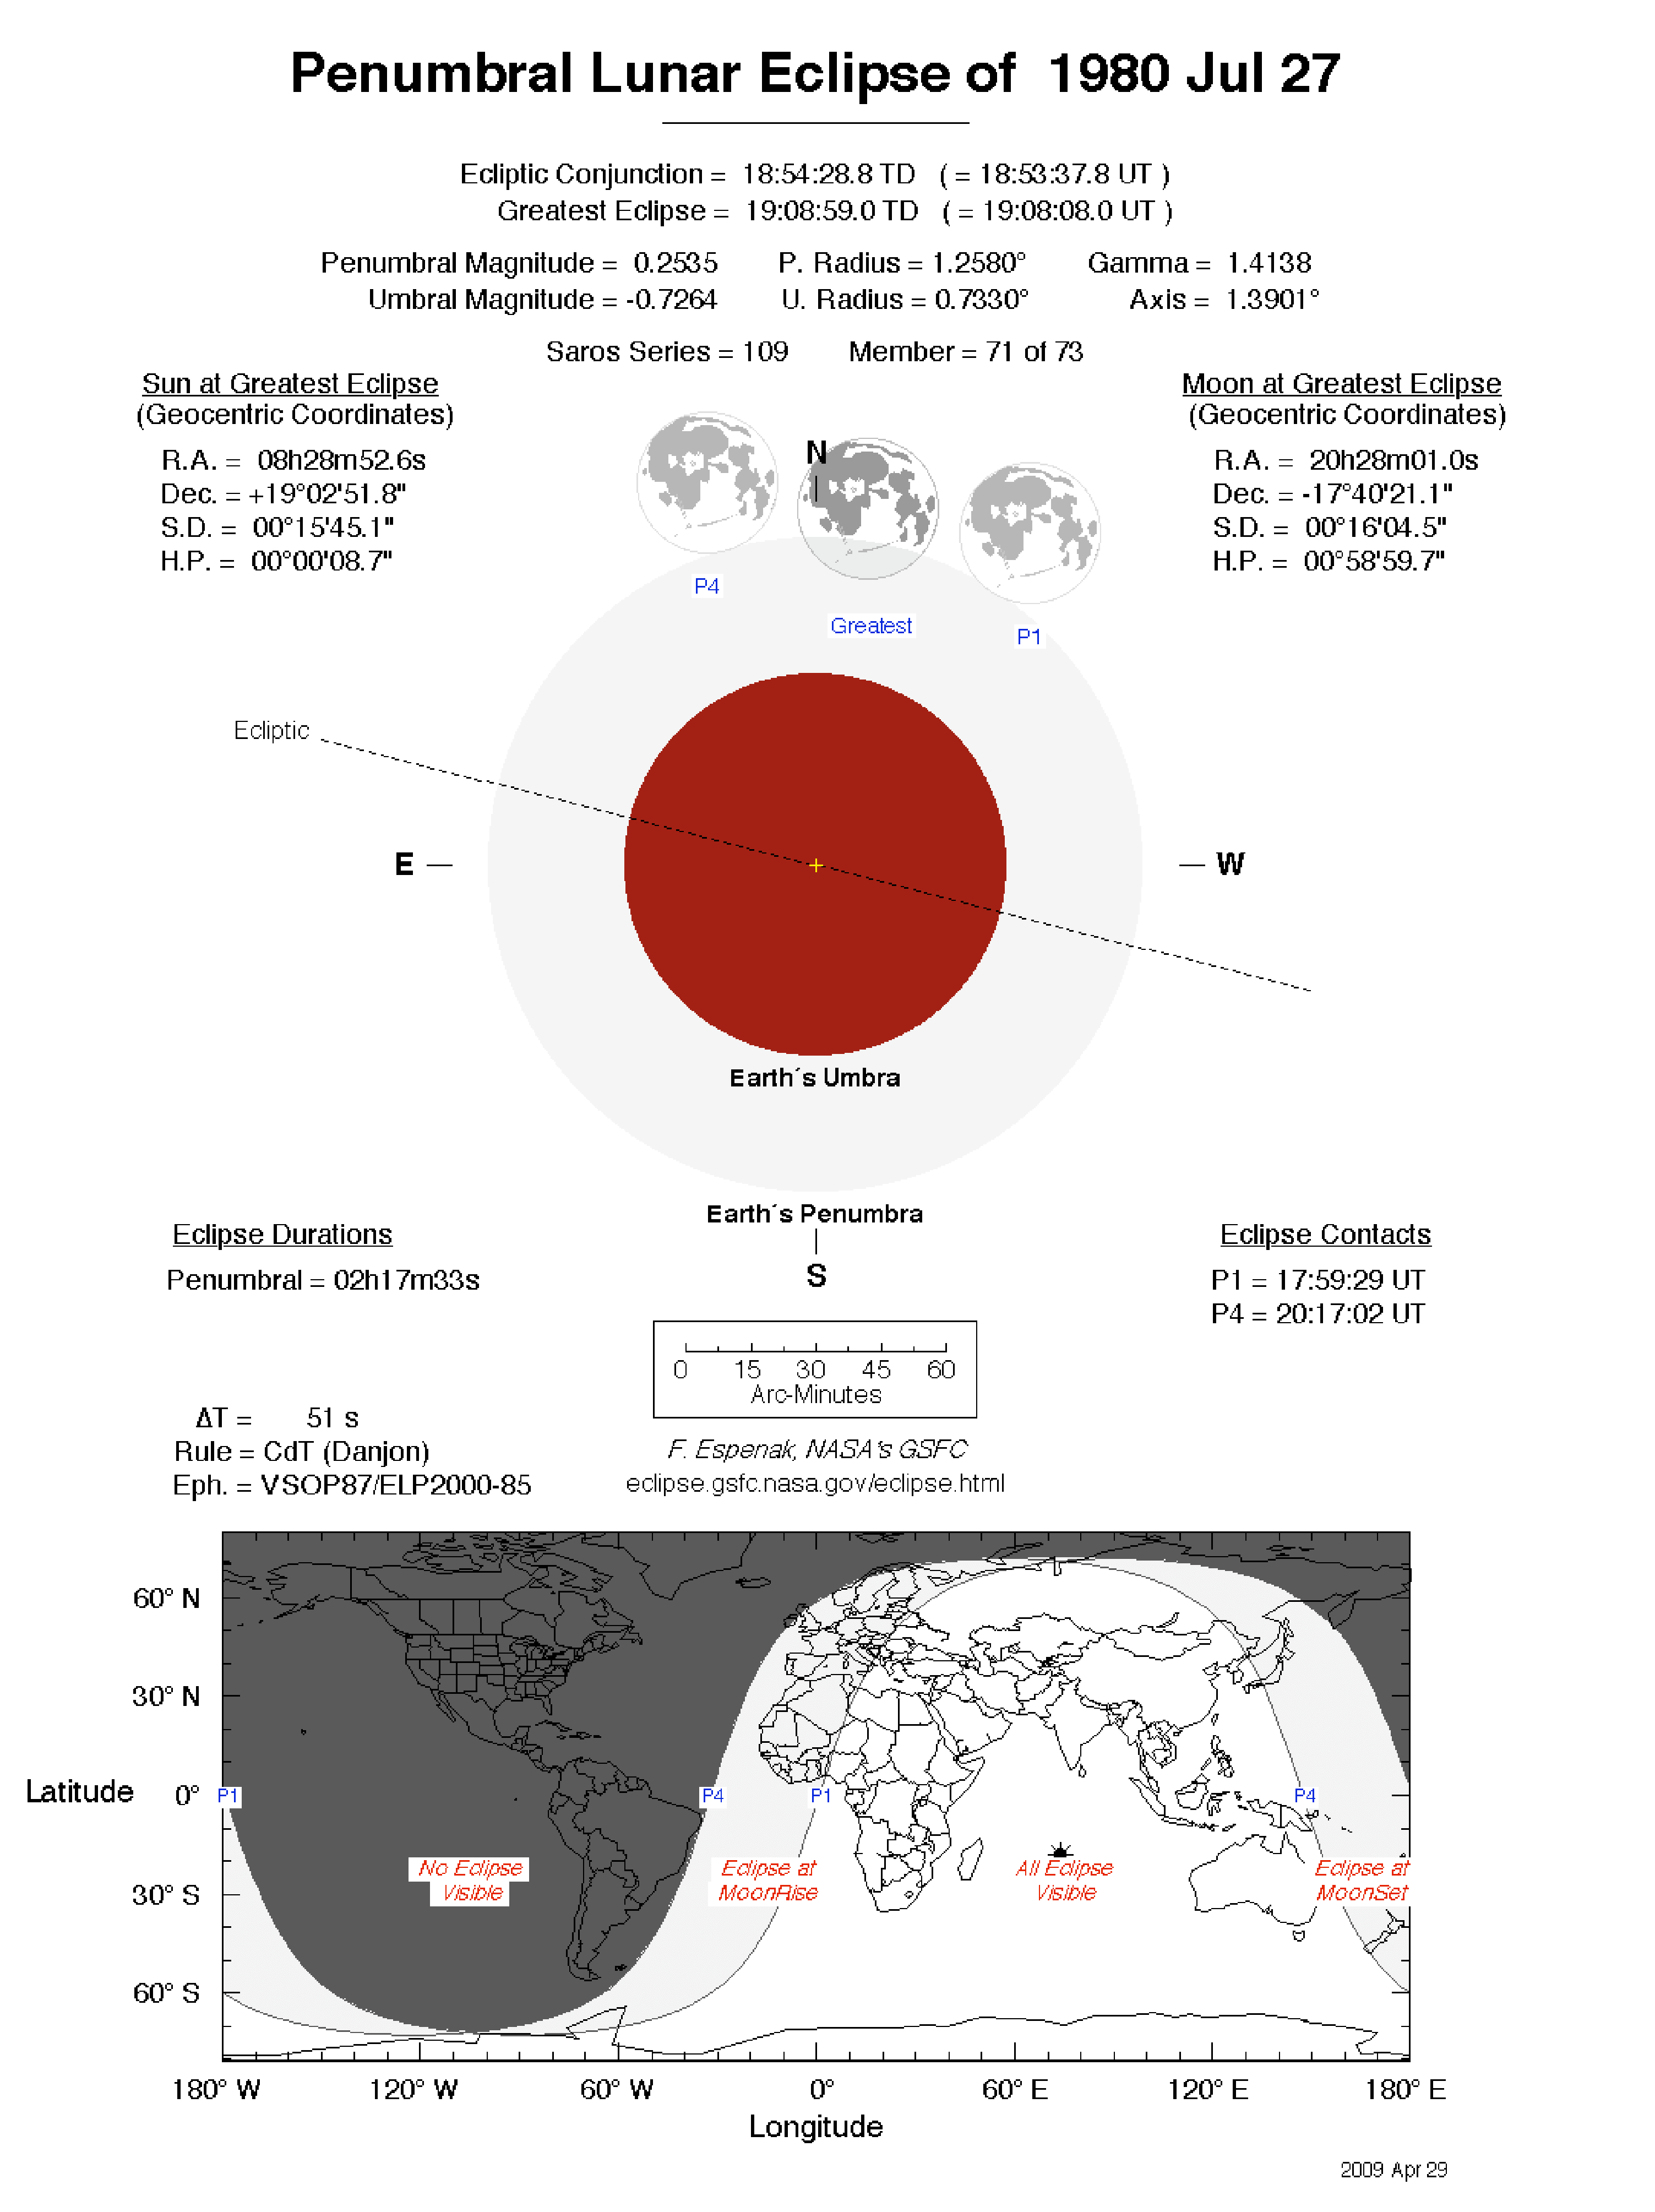 Penumbral Lunar Eclipse of 1980 Jul 27
Ecliptic Conjunction = 18:54:28.8 TD ( = 18:53:37.8 UT )
Greatest Eclipse = 19:08:59.0 TD ( = 19:08:08.0 UT )
Penumbral Magnitude = 0.2535 P. Radius = 1.2580° Gamma = 1.4138
Umbral Magnitude = -0.7264 U. Radius = 0.7330° Axis = 1.3901°
Saros Series = 109 Member = 71 of 73
Sun at Greatest Eclipse
(Geocentric Coordinates)
R.A. = 08h28m52.6s
Dec. = +19°02'51.8"
S.D. = 00°15'45.1"
H.P. = 00°00'08.7"
Moon at Greatest Eclipse
(Geocentric Coordinates)
R.A. = 20h28m01.0s
Dec. = -17°40'21.1"
S.D. = 00°16'04.5"
H.P. = 00°58'59.7"
N
P4
Greatest
P1
Ecliptic
E
W
Earth´s Umbra
Earth´s Penumbra
S
Eclipse Durations
Penumbral = 02h17m33s
Eclipse Contacts
P1 = 17:59:29 UT
P4 = 20:17:02 UT
0 15 30 45 60
Arc-Minutes
ΔT = 51 s
Rule = CdT (Danjon)
Eph. = VSOP87/ELP2000-85
F. Espenak, NASA's GSFC
eclipse.gsfc.nasa.gov/eclipse.html
60° N
30° N
Latitude 0°
30° S
60° S
P1 P4 P1 P4
No Eclipse
Visible
Eclipse at
MoonRise
All Eclipse
Visible
Eclipse at
MoonSet
180° W 120° W 60° W 0° 60° E 120° E 180° E
Longitude
2009 Apr 29